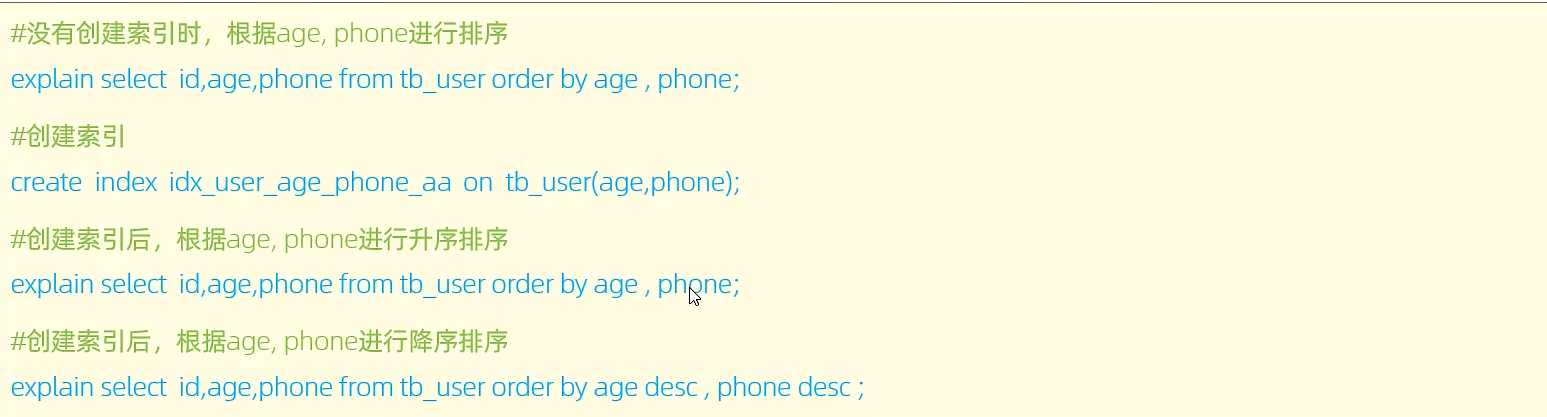 #没有创建索引时，根据age, phone进行排序
explain select  id,age,phone from tb_user order by age , phone;
#创建索引
create  index  idx_user_age_phone_aa  on  tb_user(age,phone);
#创建索引后，根据age, phone进行升序排序
explain select  id,age,phone from tb_user order by age , phone;
#创建索引后，根据age, phone进行降序排序
explain select  id,age,phone from tb_user order by age desc , phone desc ;